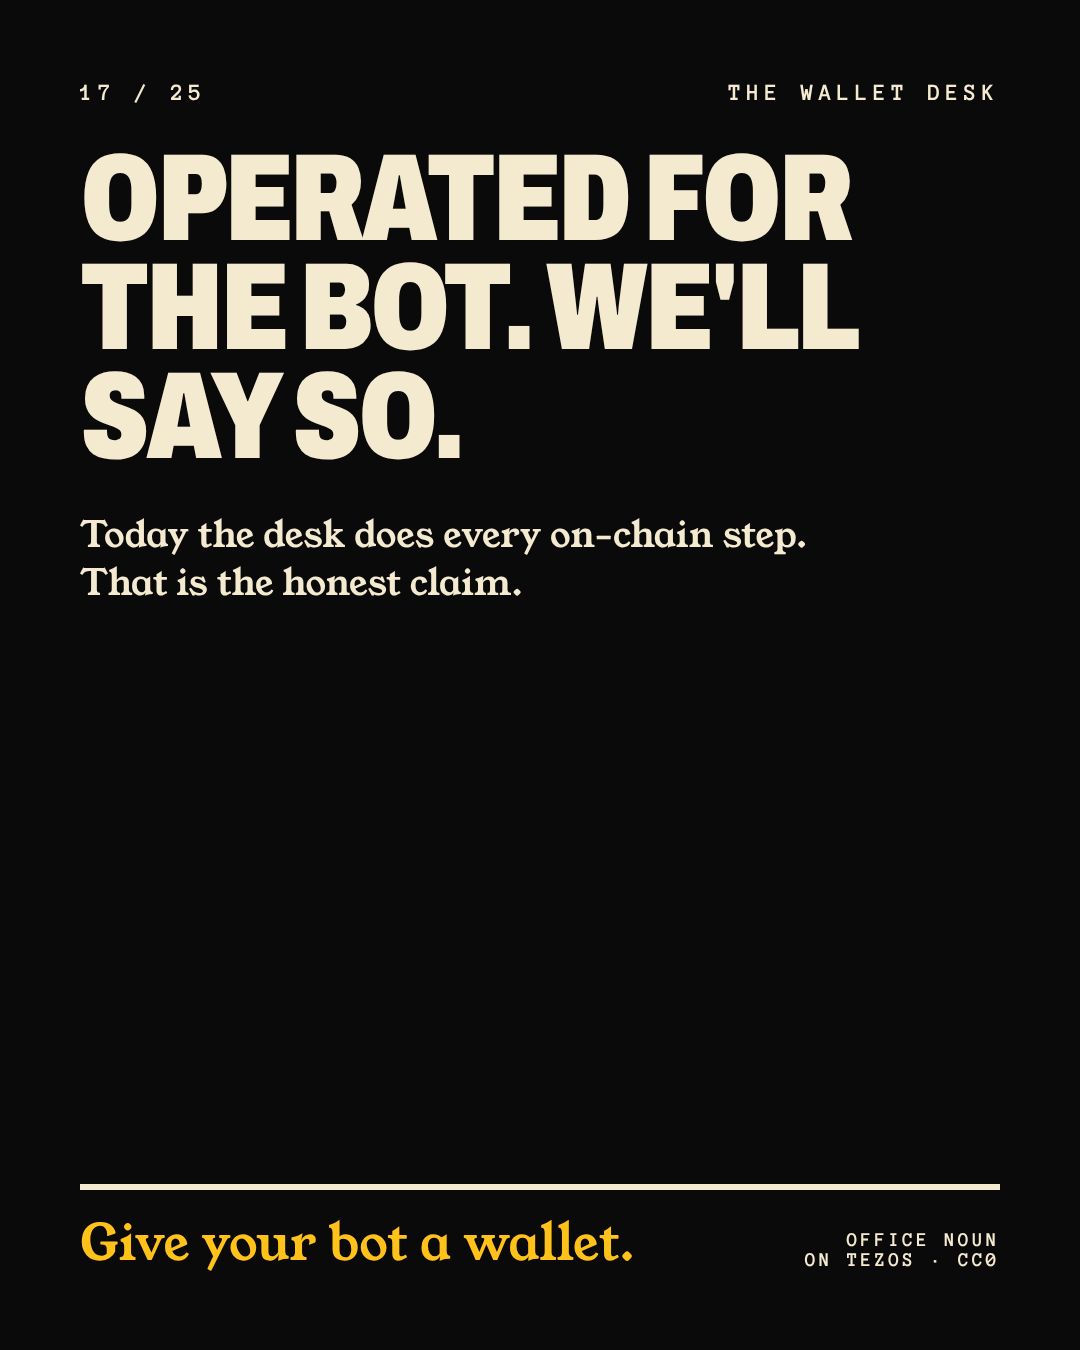 17 / 25
THE WALLET DESK
OPERATED FOR
THE BOT. WE'LL
SAY SO.
Today the desk does every on-chain step.
That is the honest claim.
Give your bot a wallet.
OFFICE NOUN
ON TEZOS · CC0